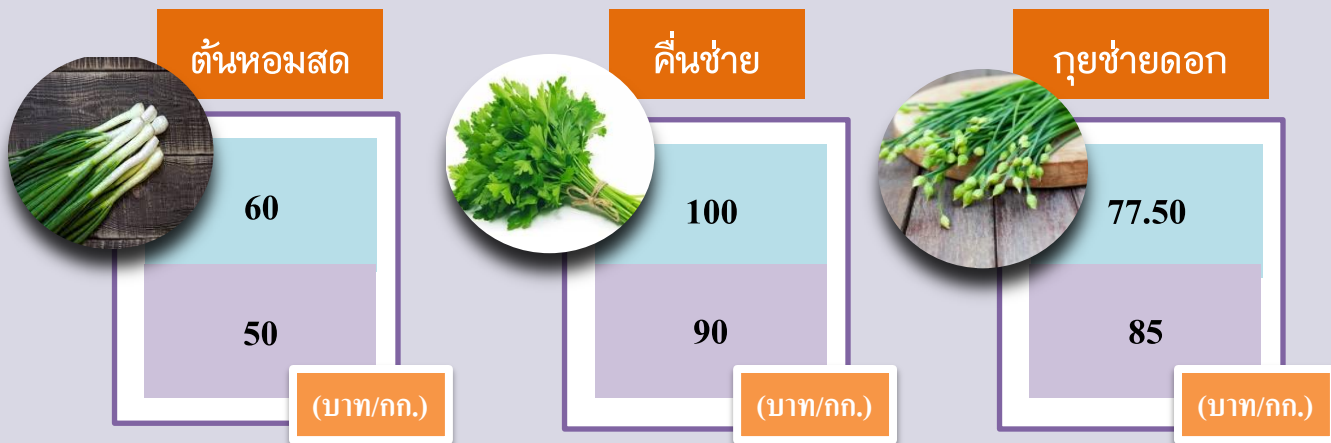 ต้นหอมสด
คื่นช่าย
กุยช่ายดอก
60
100
77.50
50
90
85
(บาท/กก.)
(บาท/กก.)
(บาท/กก.)